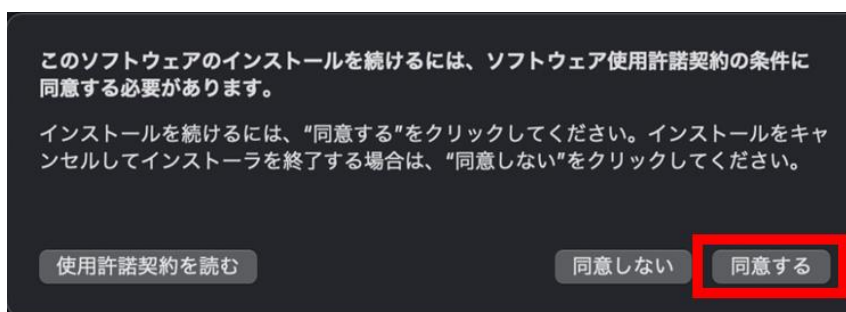 このソフトウェアのインストールを続けるには、ソフトウェア使用許諾契約の条件に
同意する必要があります。
インストールを続けるには、“同意する”をクリックしてください。インストールをキャ
ンセルしてインストーラを終了する場合は、“同意しない”をクリックしてください。
使用許諾契約を読む
同意しない
同意する